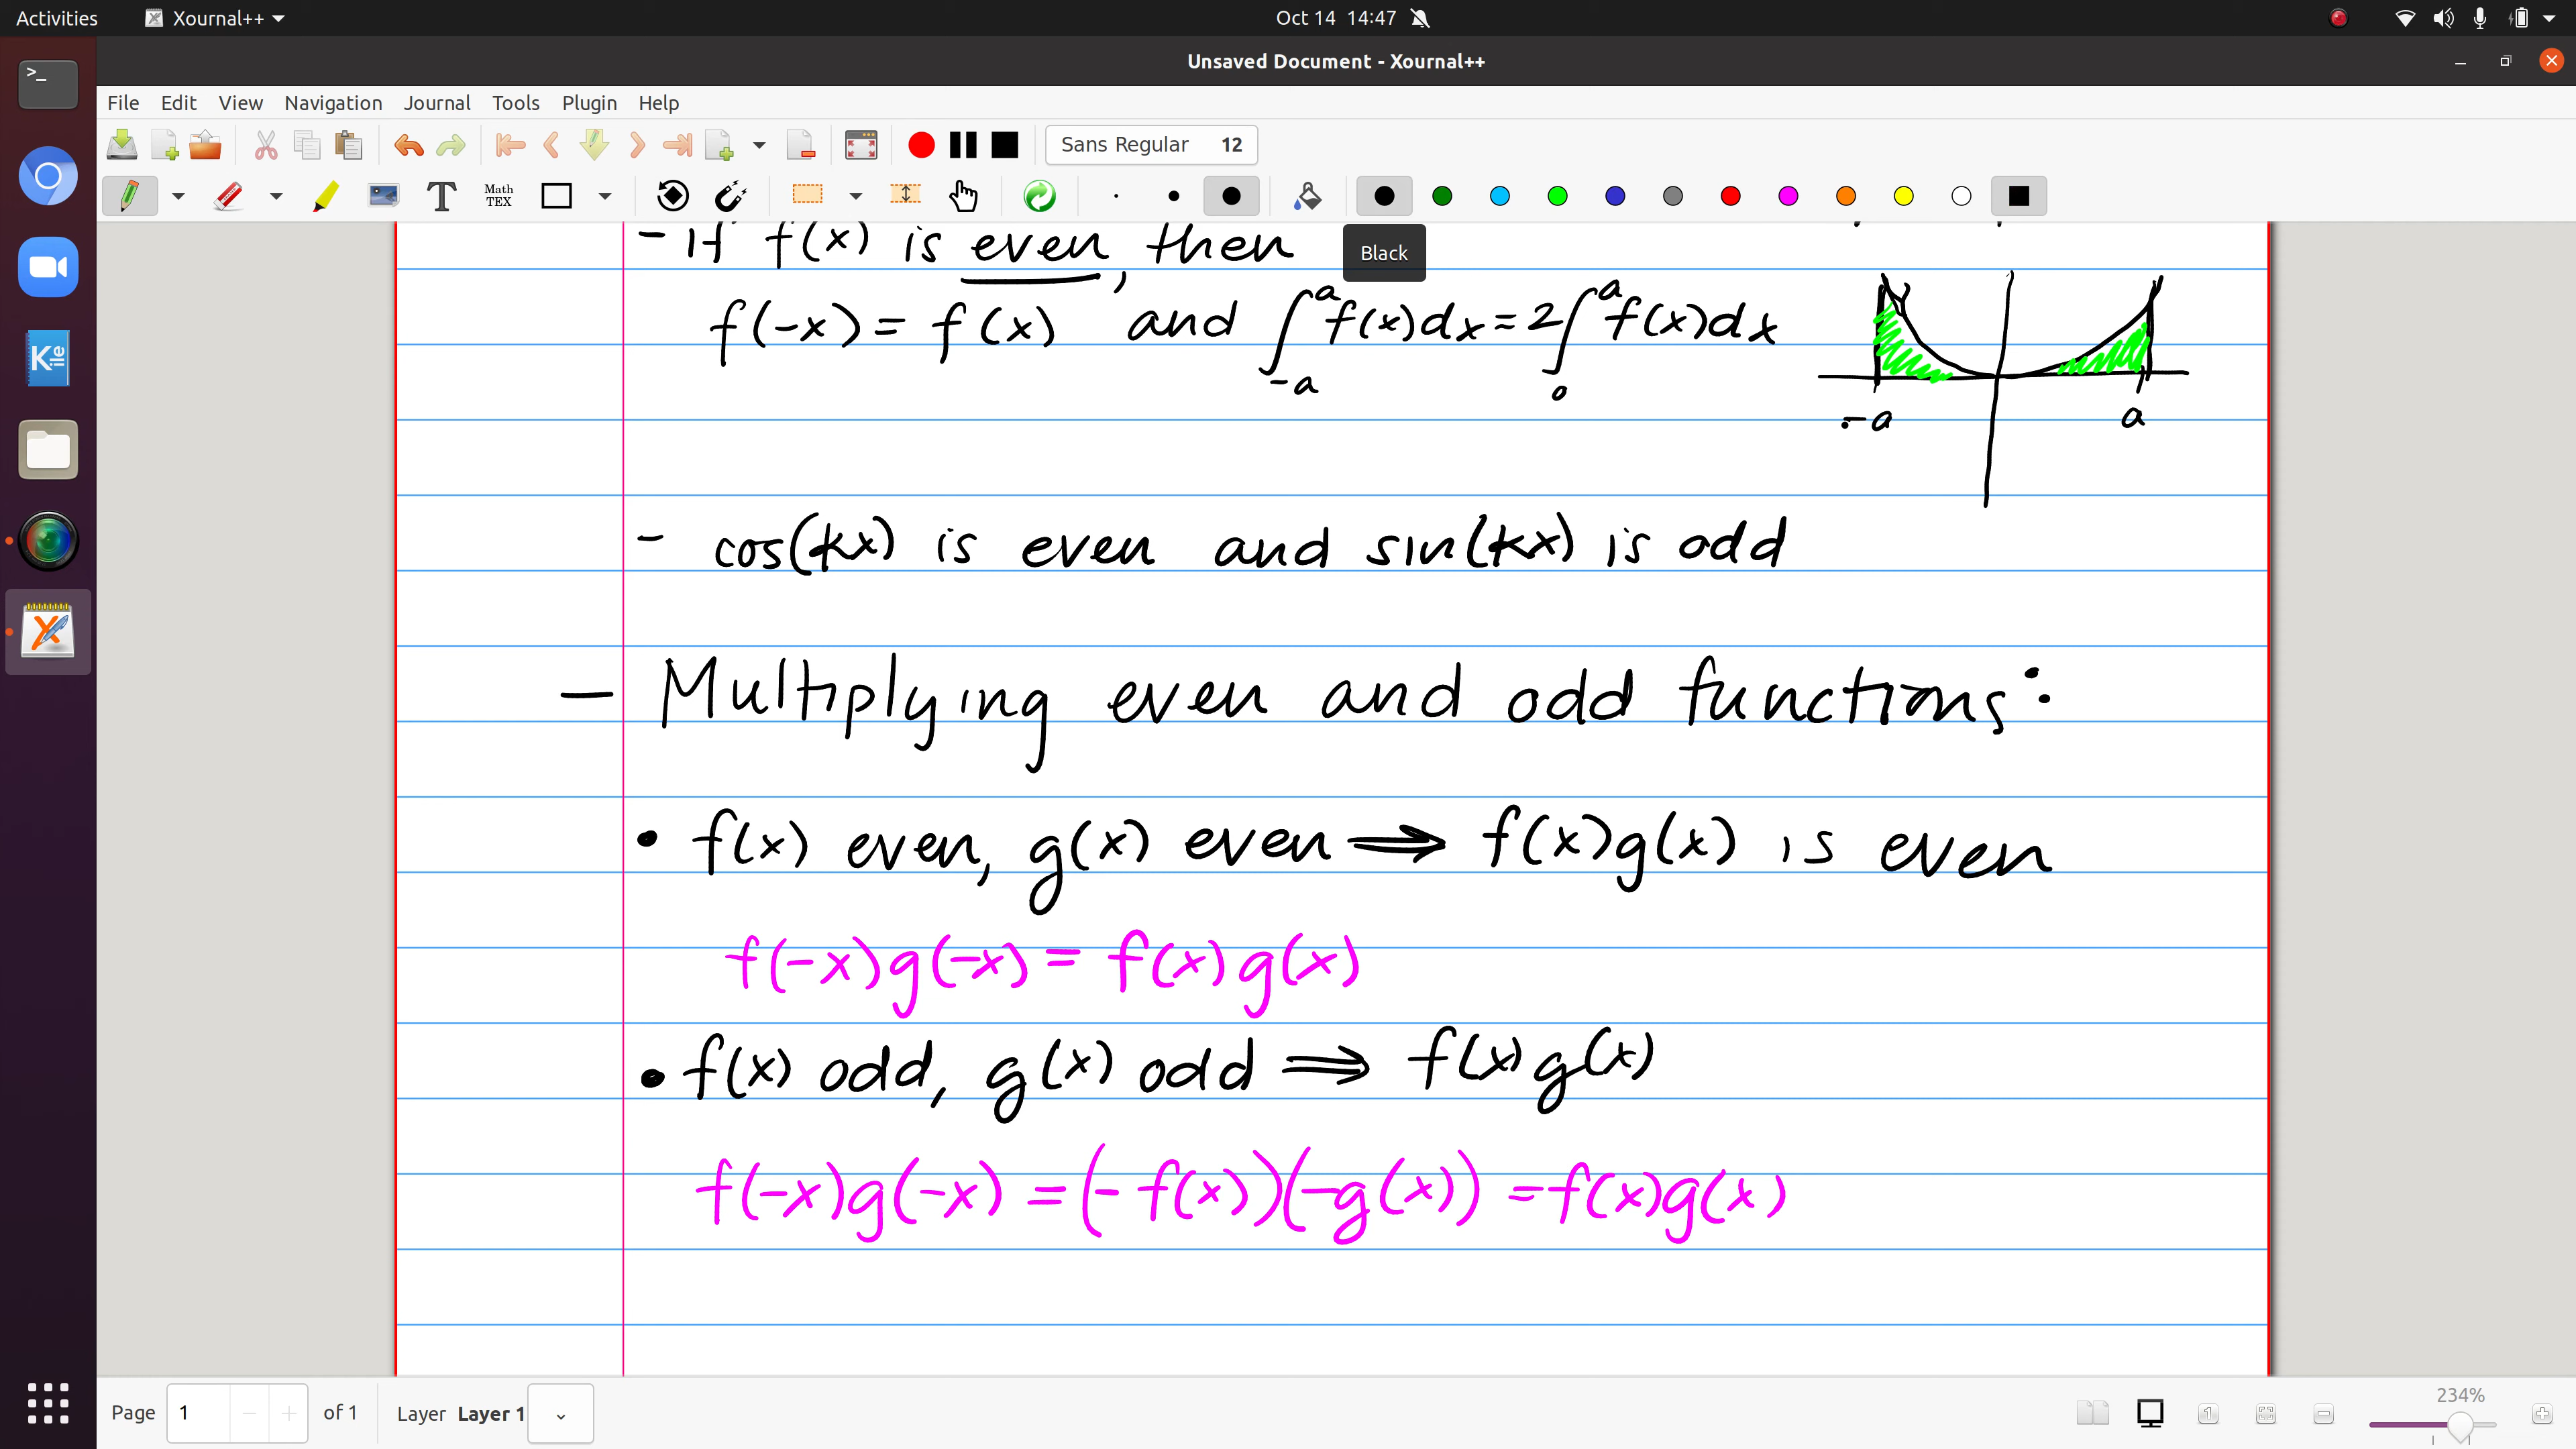 Activities Xournal++ Oct 14 14:47
Unsaved Document - Xournal++
File Edit View Navigation Journal Tools Plugin Help
Sans Regular 12
T Math TEX
Black
- If f(x) is even, then
f(-x) = f(x) and ∫_{-a}^{a} f(x)dx = 2∫_{0}^{a} f(x)dx
-a a
- cos(kx) is even and sin(kx) is odd
- Multiplying even and odd functions:
• f(x) even, g(x) even ⟹ f(x)g(x) is even
f(-x)g(-x) = f(x)g(x)
• f(x) odd, g(x) odd ⟹ f(x)g(x)
f(-x)g(-x) = (-f(x))(-g(x)) = f(x)g(x)
Page 1 of 1 Layer Layer 1 234%